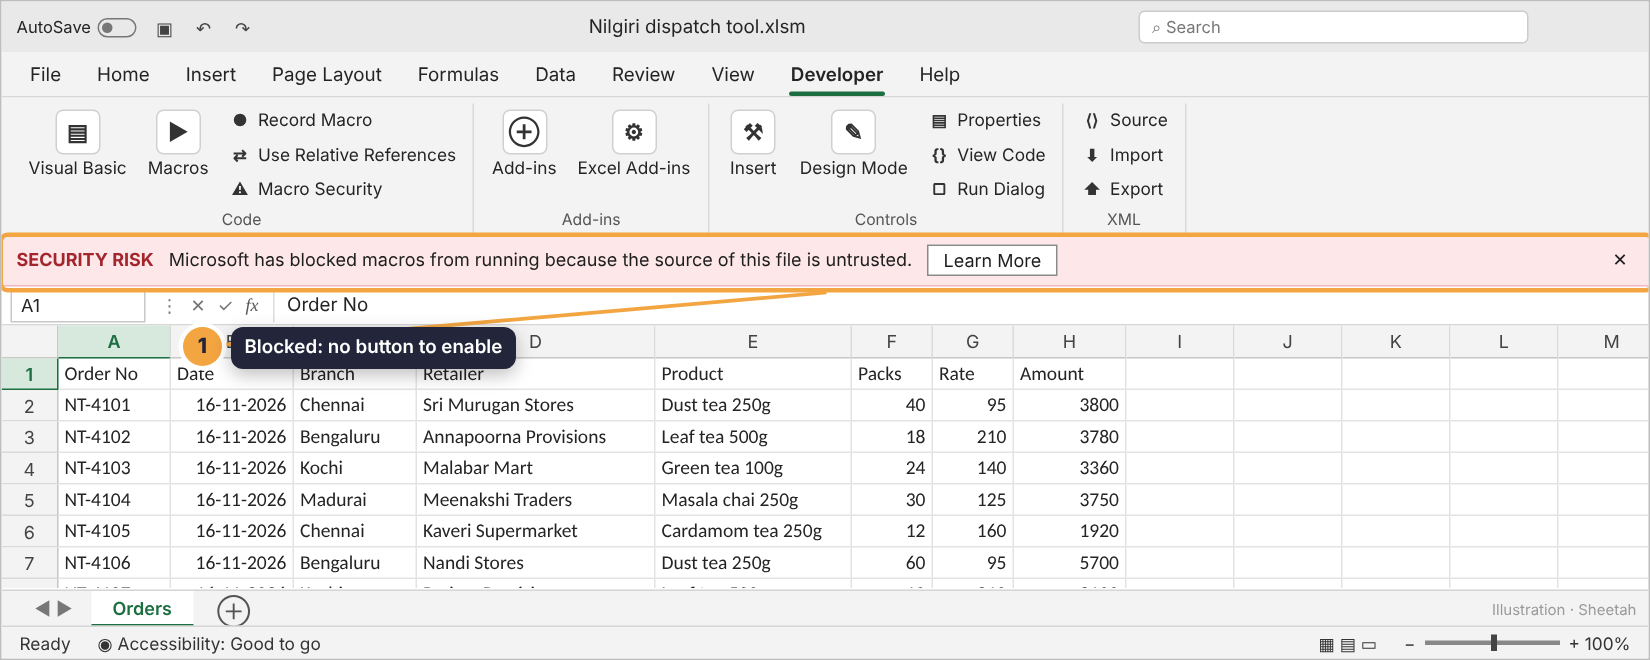 AutoSave
Nilgiri dispatch tool.xlsm
Search
File Home Insert Page Layout Formulas Data Review View Developer Help
Visual Basic
Macros
Record Macro
Use Relative References
Macro Security
Code
Add-ins
Excel Add-ins
Add-ins
Insert
Design Mode
Properties
View Code
Run Dialog
Controls
Source
Import
Export
XML
SECURITY RISK Microsoft has blocked macros from running because the source of this file is untrusted. Learn More
A1 fx Order No
1 Blocked: no button to enable
A D E F G H I J K L M
1 Order No Date Branch Retailer Product Packs Rate Amount
2 NT-4101 16-11-2026 Chennai Sri Murugan Stores Dust tea 250g 40 95 3800
3 NT-4102 16-11-2026 Bengaluru Annapoorna Provisions Leaf tea 500g 18 210 3780
4 NT-4103 16-11-2026 Kochi Malabar Mart Green tea 100g 24 140 3360
5 NT-4104 16-11-2026 Madurai Meenakshi Traders Masala chai 250g 30 125 3750
6 NT-4105 16-11-2026 Chennai Kaveri Supermarket Cardamom tea 250g 12 160 1920
7 NT-4106 16-11-2026 Bengaluru Nandi Stores Dust tea 250g 60 95 5700
Orders
Illustration · Sheetah
Ready Accessibility: Good to go
− + 100%